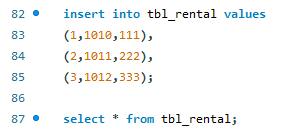 82 insert into tbl_rental values
83 (1,1010,111),
84 (2,1011,222),
85 (3,1012,333);
86
87 select * from tbl_rental;